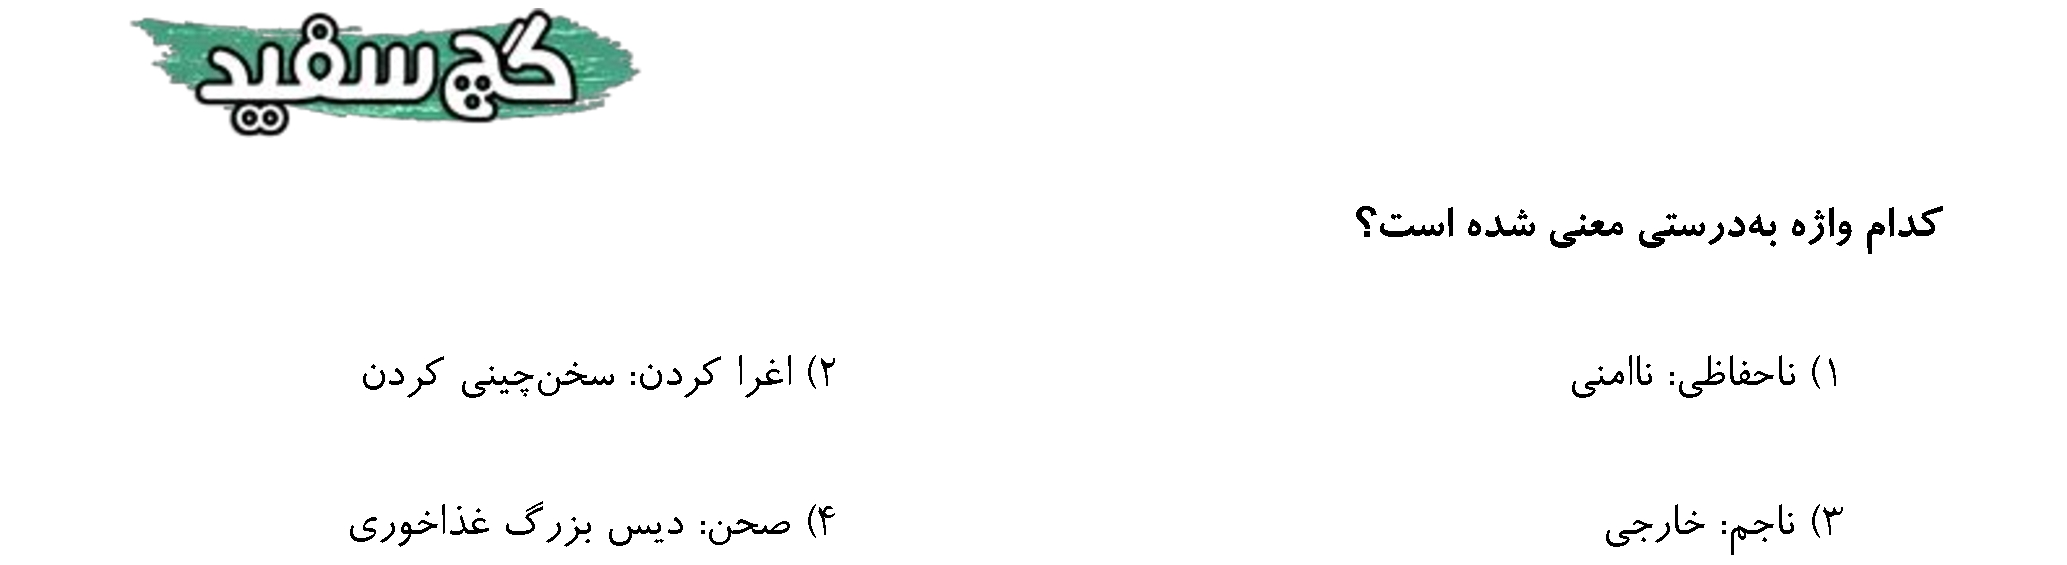 گچ سفید
کدام واژه به‌درستی معنی شده است؟
۱) ناحفاظی: ناامنی
۲) اغرا کردن: سخن‌چینی کردن
۳) ناجم: خارجی
۴) صحن: دیس بزرگ غذاخوری